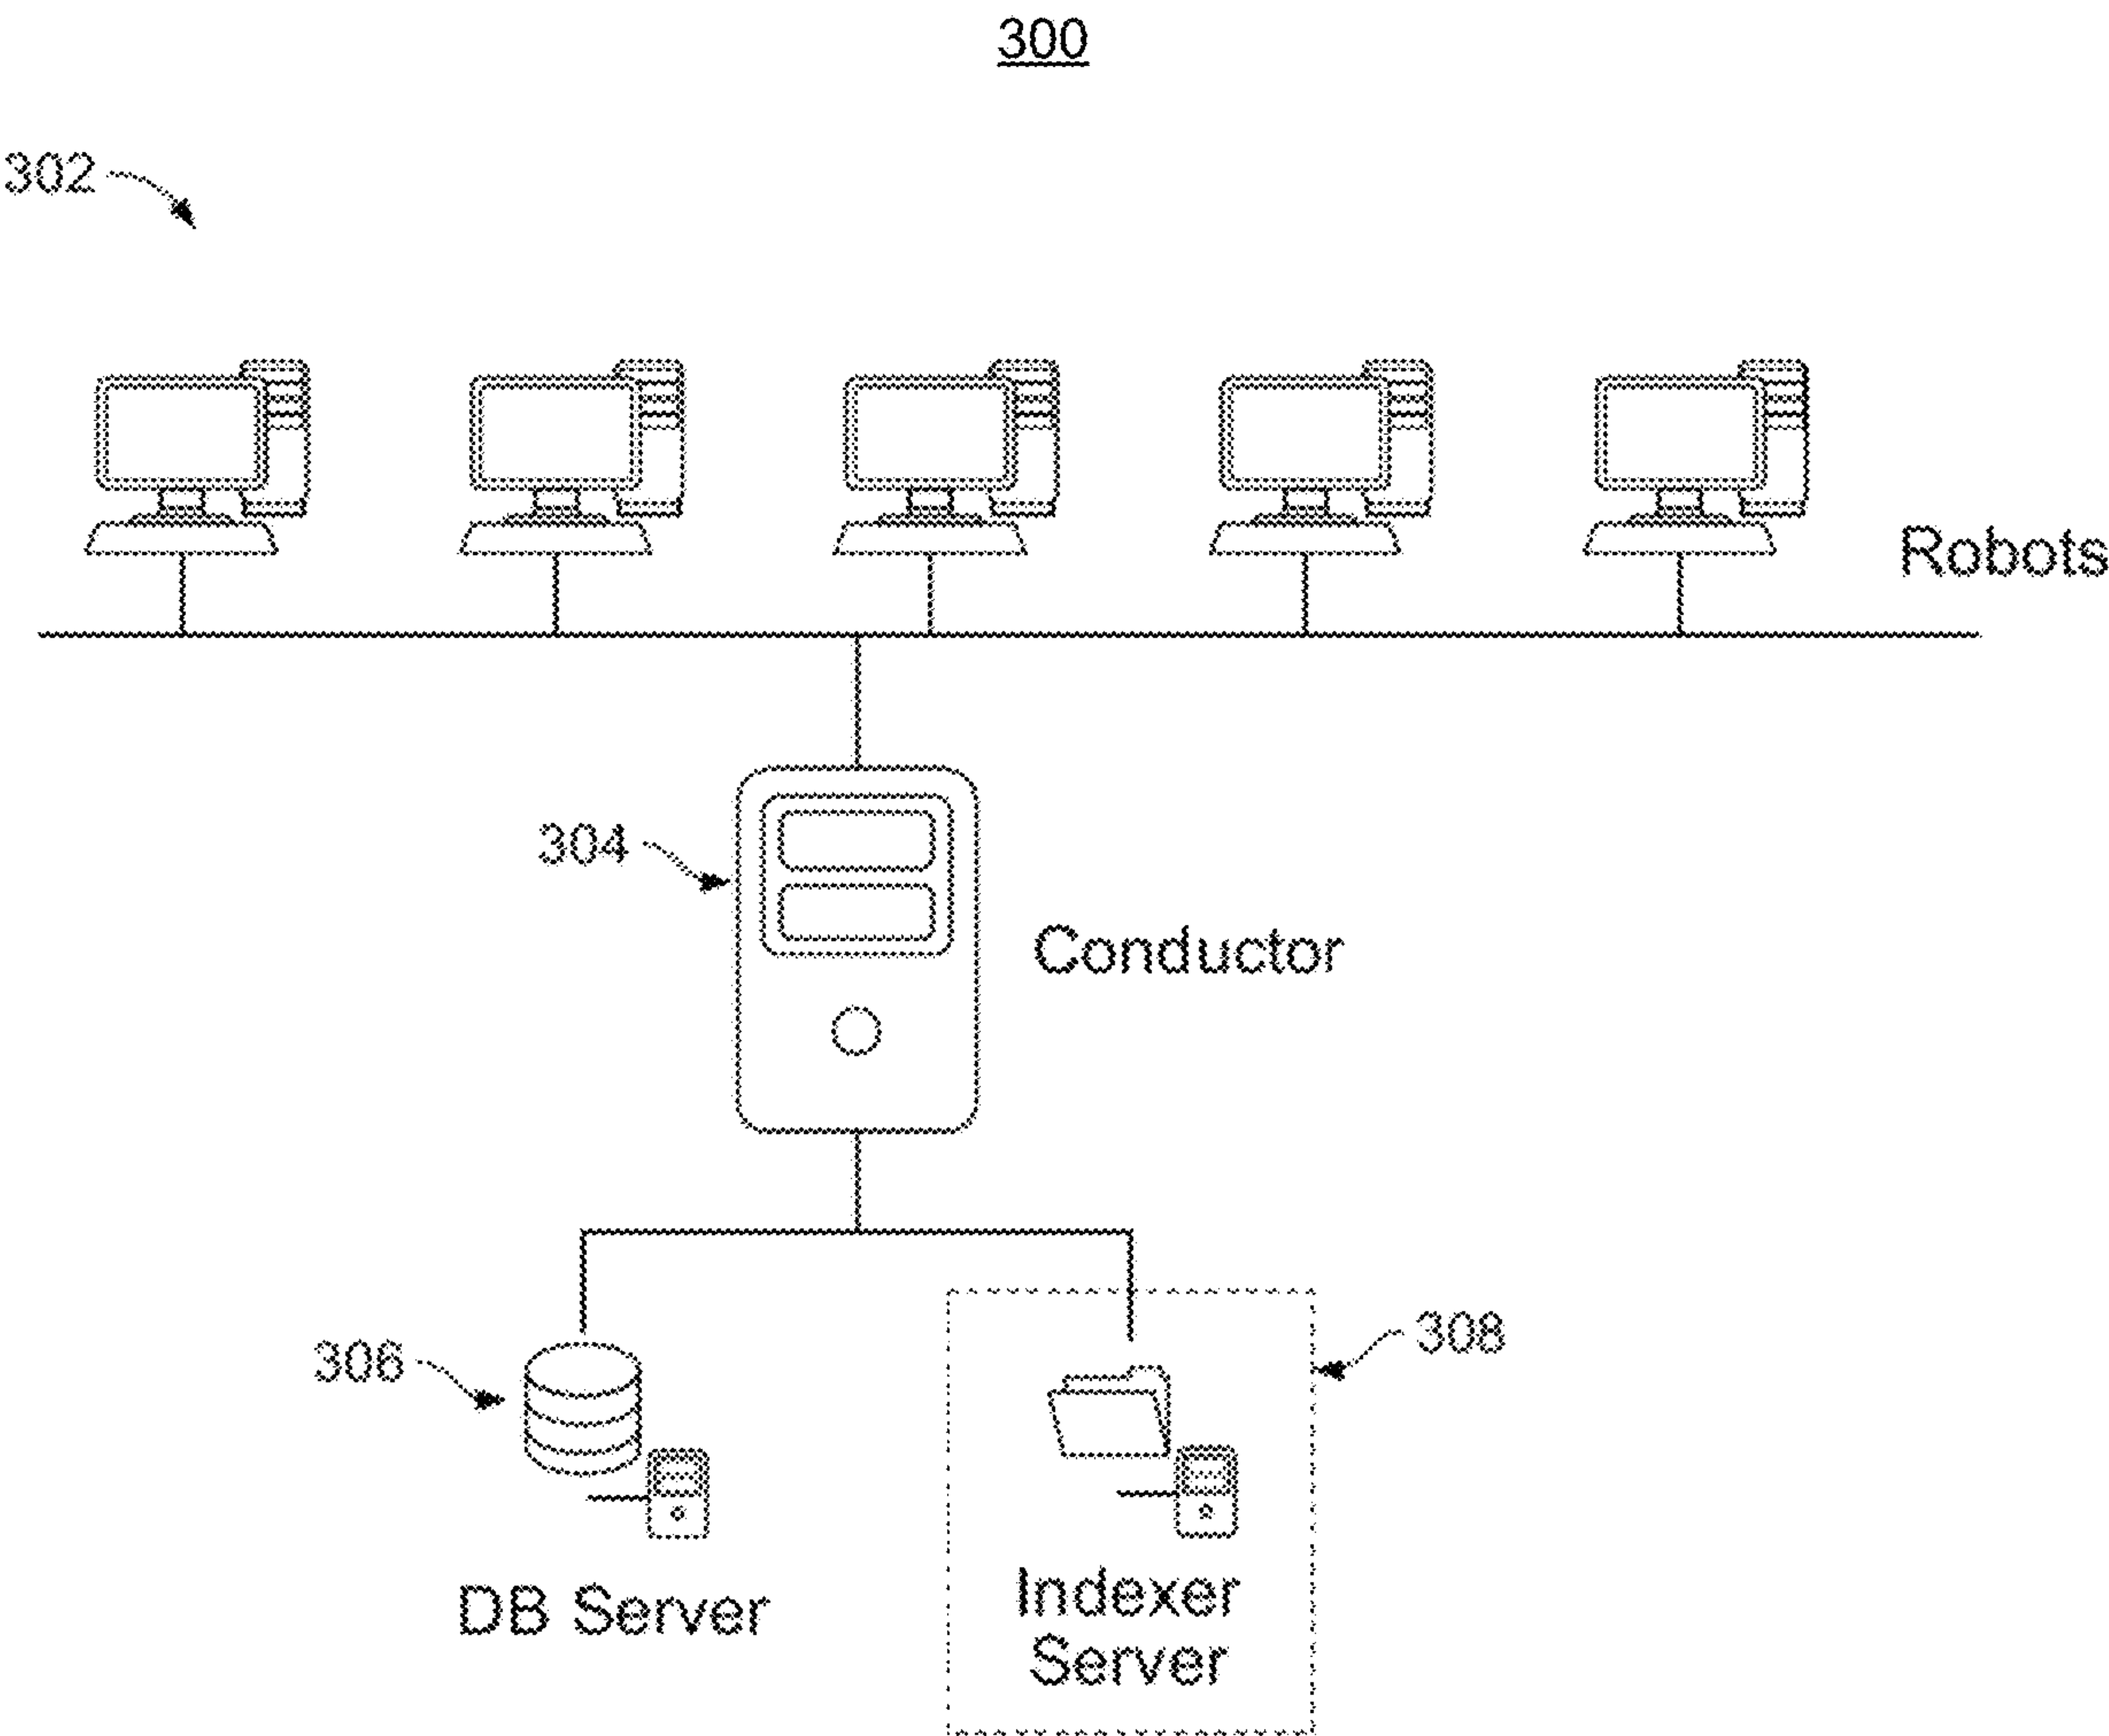 300
302
Robots
304
Conductor
306
308
DB Server
Indexer
Server